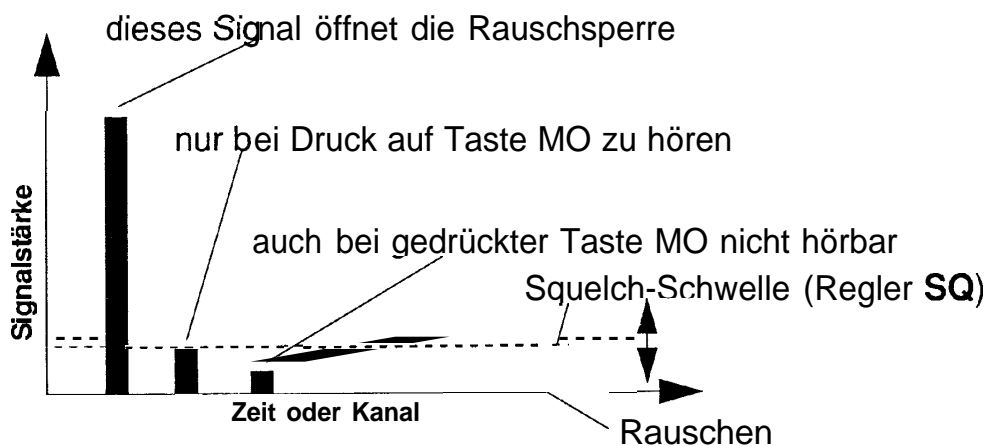 dieses Signal öffnet die Rauschsperre
nur bei Druck auf Taste MO zu hören
auch bei gedrückter Taste MO nicht hörbar
Squelch-Schwelle (Regler SQ)
Signalstärke
Zeit oder Kanal
Rauschen